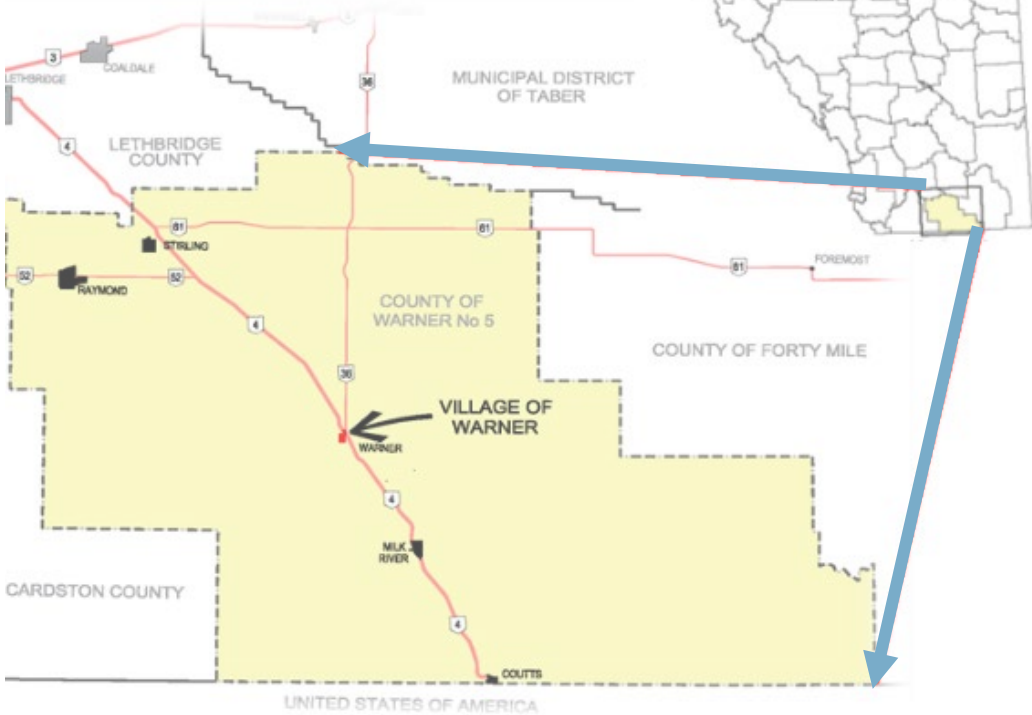 3
COALDALE
LETHBRIDGE
36
MUNICIPAL DISTRICT
OF TABER
4
LETHBRIDGE
COUNTY
61
61
STIRLING
52
52
RAYMOND
61
FOREMOST
COUNTY OF
WARNER No 5
4
COUNTY OF FORTY MILE
36
VILLAGE OF
WARNER
WARNER
4
MILK
RIVER
CARDSTON COUNTY
4
COUTTS
UNITED STATES OF AMERICA